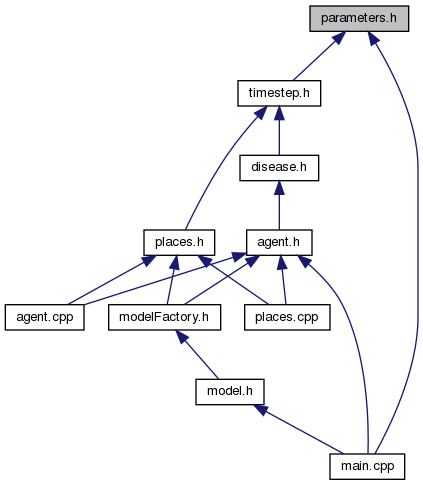 parameters.h
timestep.h
disease.h
places.h
agent.h
agent.cpp
modelFactory.h
places.cpp
model.h
main.cpp